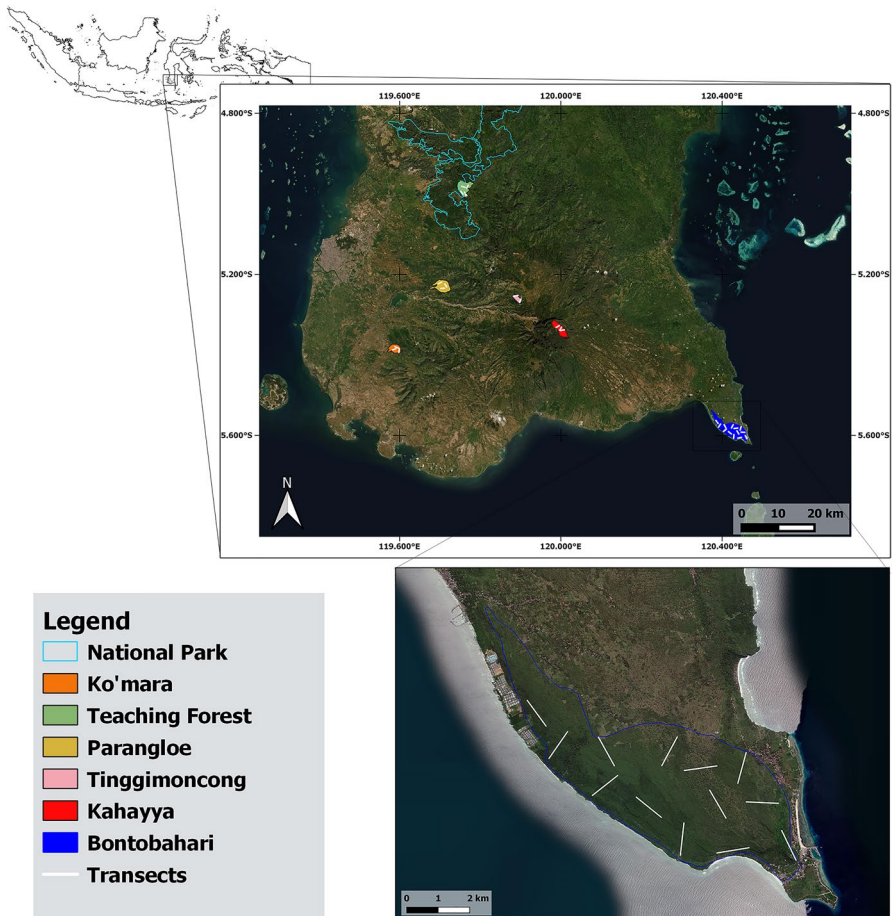 119.600°E 120.000°E 120.400°E
4.800°S 4.800°S
5.200°S 5.200°S
5.600°S 5.600°S
N
0 10 20 km
119.600°E 120.000°E 120.400°E
Legend
National Park
Ko'mara
Teaching Forest
Parangloe
Tinggimoncong
Kahayya
Bontobahari
Transects
0 1 2 km